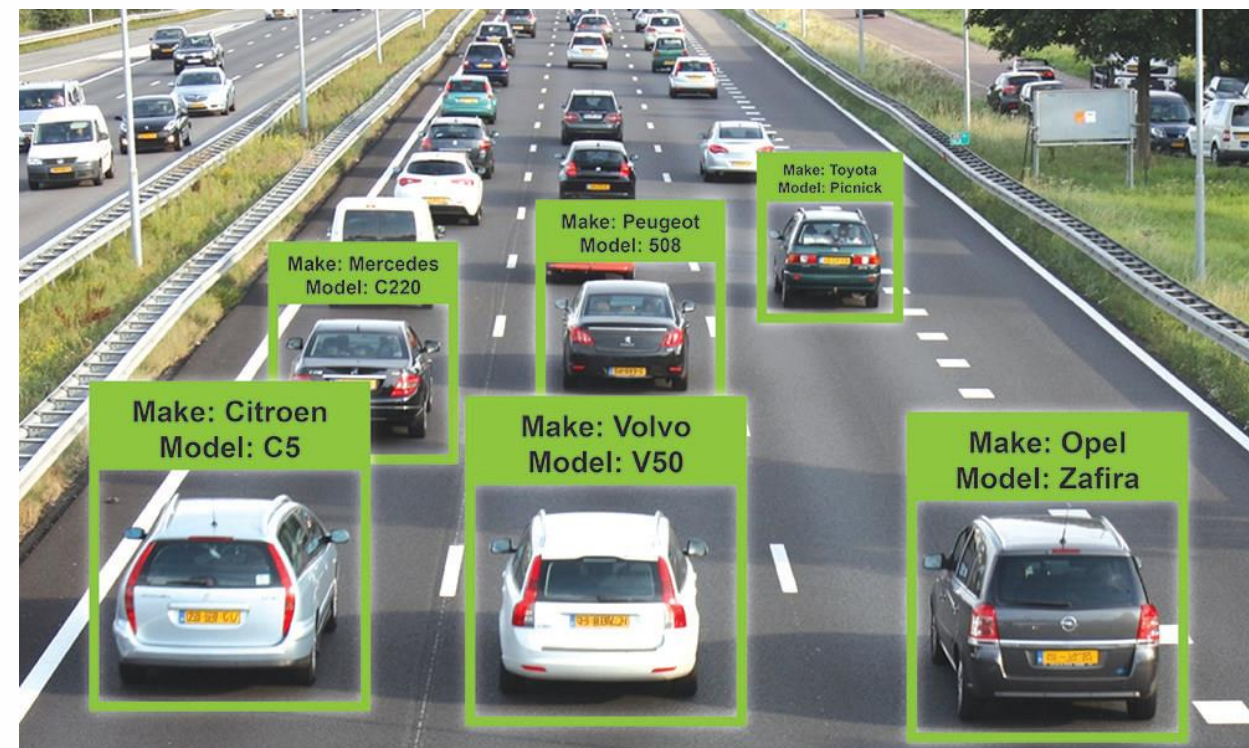 Make: Toyota
Model: Picnick
Make: Peugeot
Model: 508
Make: Mercedes
Model: C220
Make: Citroen
Model: C5
Make: Volvo
Model: V50
Make: Opel
Model: Zafira